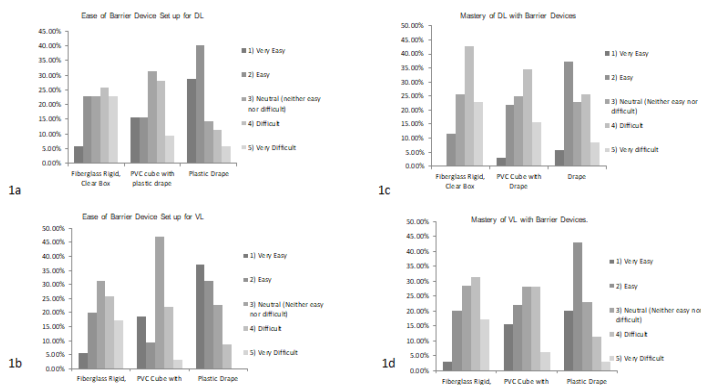 Ease of Barrier Device Set up for DL
45.00%
40.00%
35.00%
30.00%
25.00%
20.00%
15.00%
10.00%
5.00%
0.00%
Fiberglass Rigid,
Clear Box
PVC cube with
plastic drape
Plastic Drape
1) Very Easy
2) Easy
3) Neutral (neither easy
nor difficult)
4) Difficult
5) Very Difficult
1a
Mastery of DL with Barrier Devices
50.00%
45.00%
40.00%
35.00%
30.00%
25.00%
20.00%
15.00%
10.00%
5.00%
0.00%
Fiberglass Rigid,
Clear Box
PVC Cube with
Drape
Drape
1) Very Easy
2) Easy
3) Neutral (Neither easy nor
difficult)
4) Difficult
5) Very difficult
1c
Ease of Barrier Device Set up for VL
50.00%
45.00%
40.00%
35.00%
30.00%
25.00%
20.00%
15.00%
10.00%
5.00%
0.00%
Fiberglass Rigid,
PVC Cube with
Plastic Drape
1) Very Easy
2) Easy
3) Neutral (Neither easy
nor difficult)
4) Difficult
5) Very Difficult
1b
Mastery of VL with Barrier Devices.
50.00%
45.00%
40.00%
35.00%
30.00%
25.00%
20.00%
15.00%
10.00%
5.00%
0.00%
Fiberglass Rigid,
PVC Cube with
Plastic Drape
1) Very Easy
2) Easy
3) Neutral (Neither easy nor
difficult)
4) Difficult
5) Very Difficult
1d